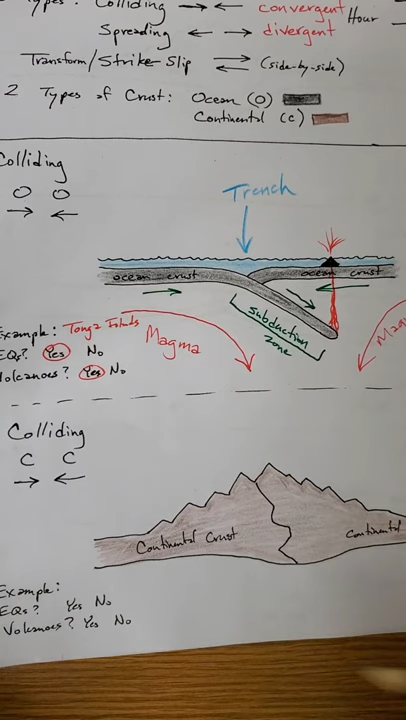 Types: Colliding → ← convergent Hour
Spreading ← → divergent
Transform/Strike-Slip (side-by-side)
2 Types of Crust: Ocean (O)
Continental (C)
Colliding
O O
→ ←
Trench
ocean crust ocean crust
subduction zone
Example: Tonga Islands
Magma
EQs? Yes No
Volcanoes? Yes No
Colliding
C C
→ ←
Continental Crust Continental
Example:
EQs? Yes No
Volcanoes? Yes No